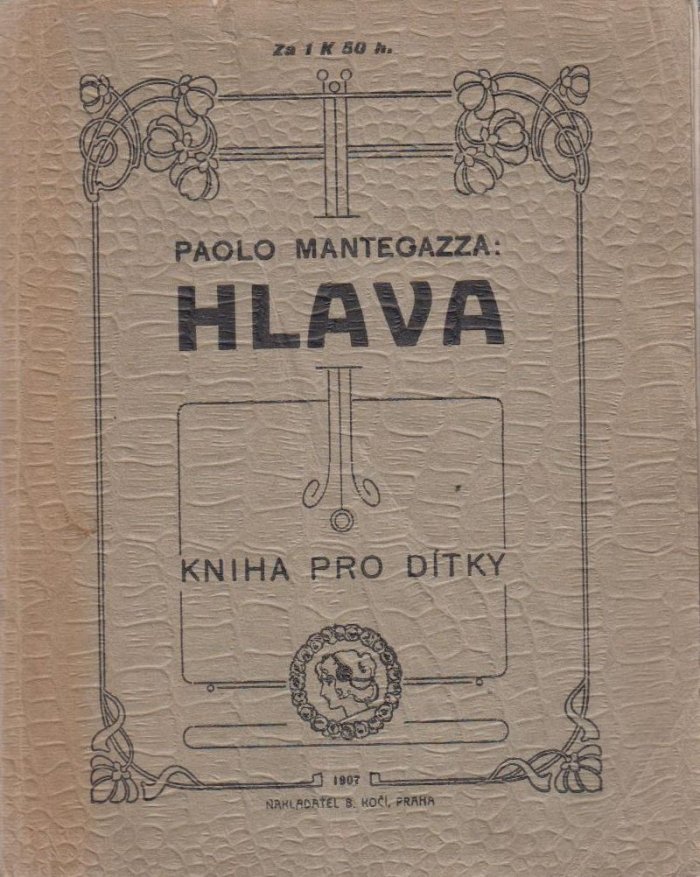 Za 1 K 50 h.
PAOLO MANTEGAZZA:
HLAVA
KNIHA PRO DÍTKY
1907
NAKLADATEL B. KOČÍ, PRAHA